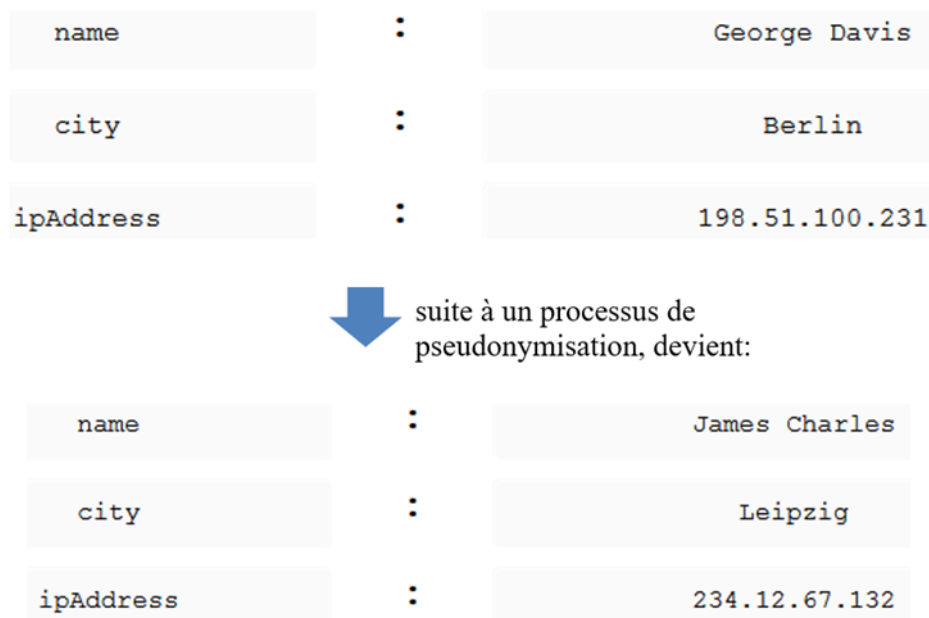 name : George Davis
city : Berlin
ipAddress : 198.51.100.231
suite à un processus de
pseudonymisation, devient:
name : James Charles
city : Leipzig
ipAddress : 234.12.67.132